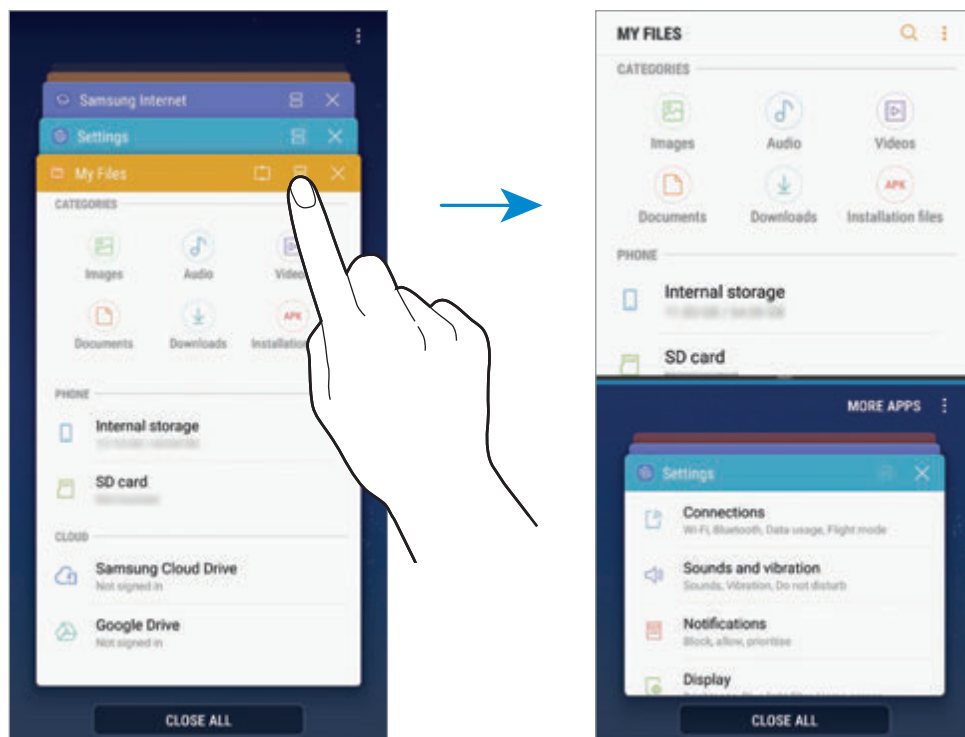 Samsung Internet
Settings
My Files
CATEGORIES
Images Audio
Documents Downloads
APK
PHONE
Internal storage
SD card
CLOUD
Samsung Cloud Drive
Not signed in
Google Drive
Not signed in
CLOSE ALL
MY FILES
CATEGORIES
Images Audio Videos
APK
Documents Downloads Installation files
PHONE
Internal storage
SD card
MORE APPS
Settings
Connections
Wi-Fi, Bluetooth, Data usage, Flight mode
Sounds and vibration
Sounds, Vibration, Do not disturb
Notifications
Block, allow, prioritise
Display
CLOSE ALL